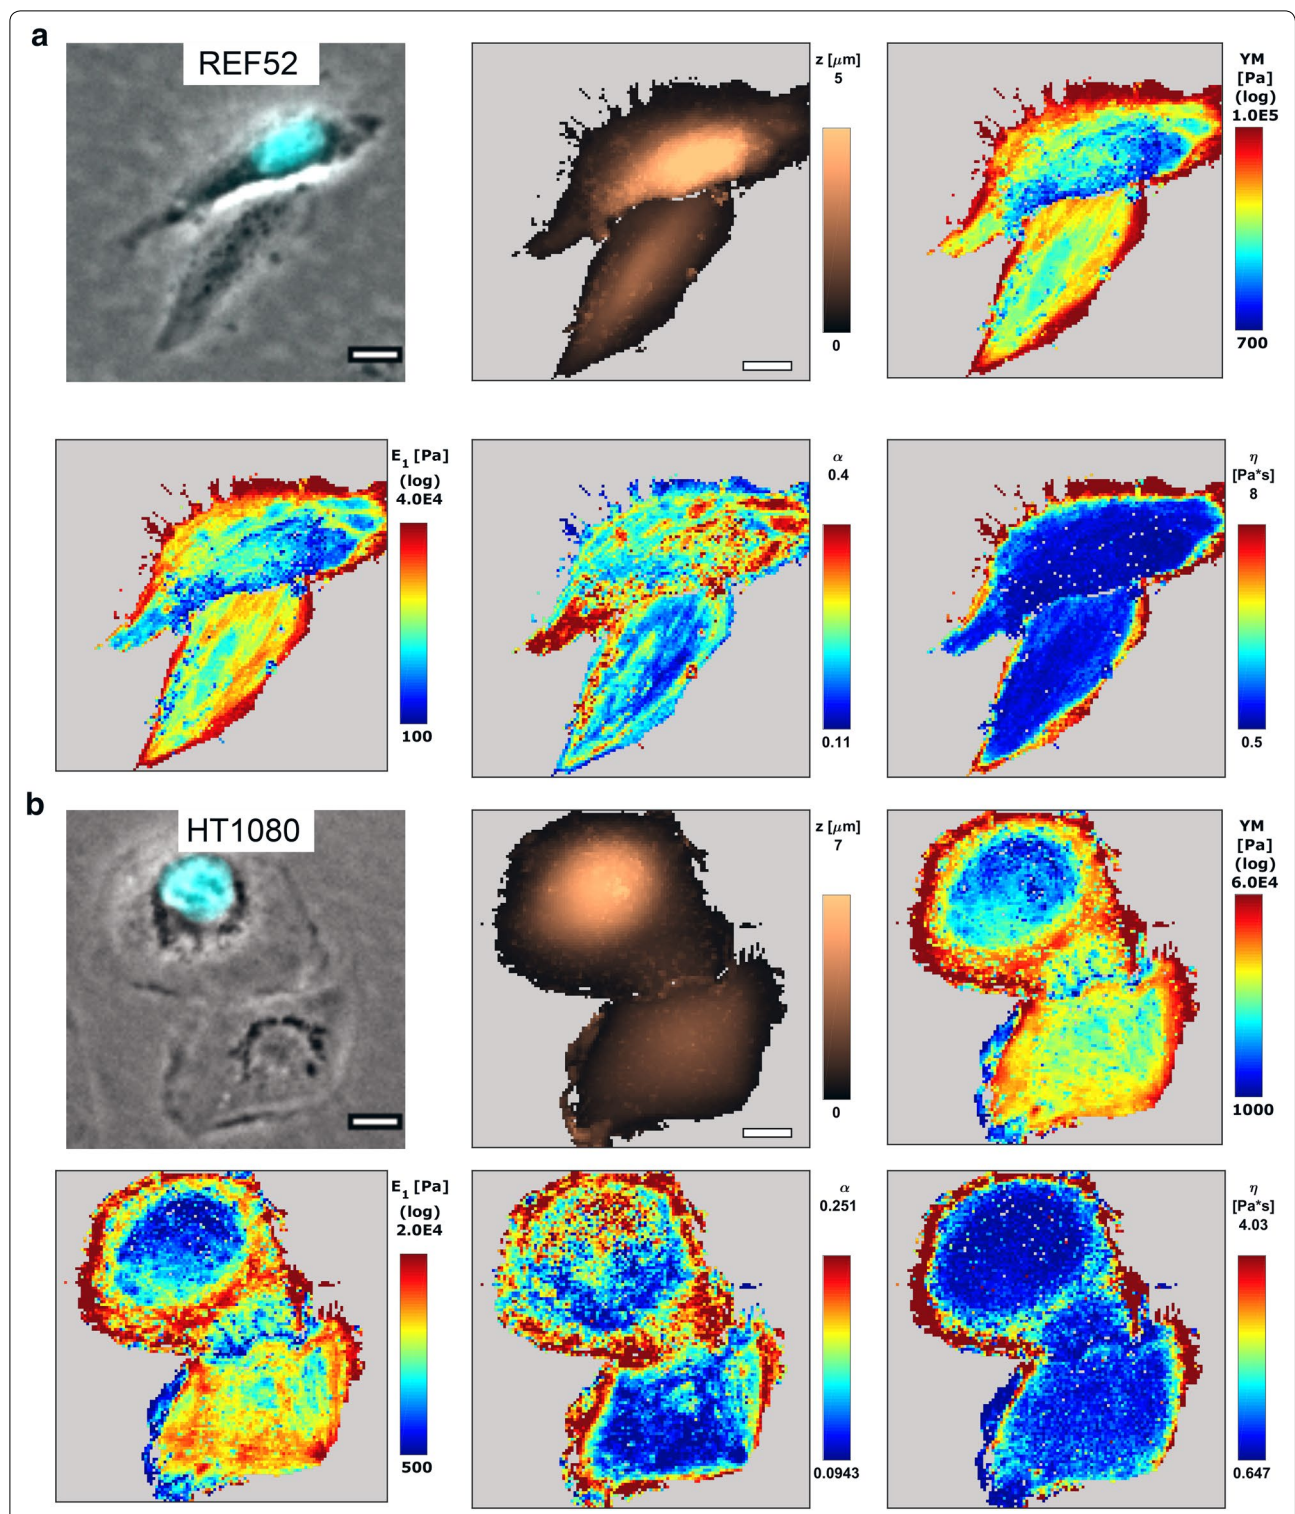 a
REF52
z [μm]
5
0
YM
[Pa]
(log)
1.0E5
700
E1 [Pa]
(log)
4.0E4
100
α
0.4
0.11
η
[Pa*s]
8
0.5
b
HT1080
z [μm]
7
0
YM
[Pa]
(log)
6.0E4
1000
E1 [Pa]
(log)
2.0E4
500
α
0.251
0.0943
η
[Pa*s]
4.03
0.647